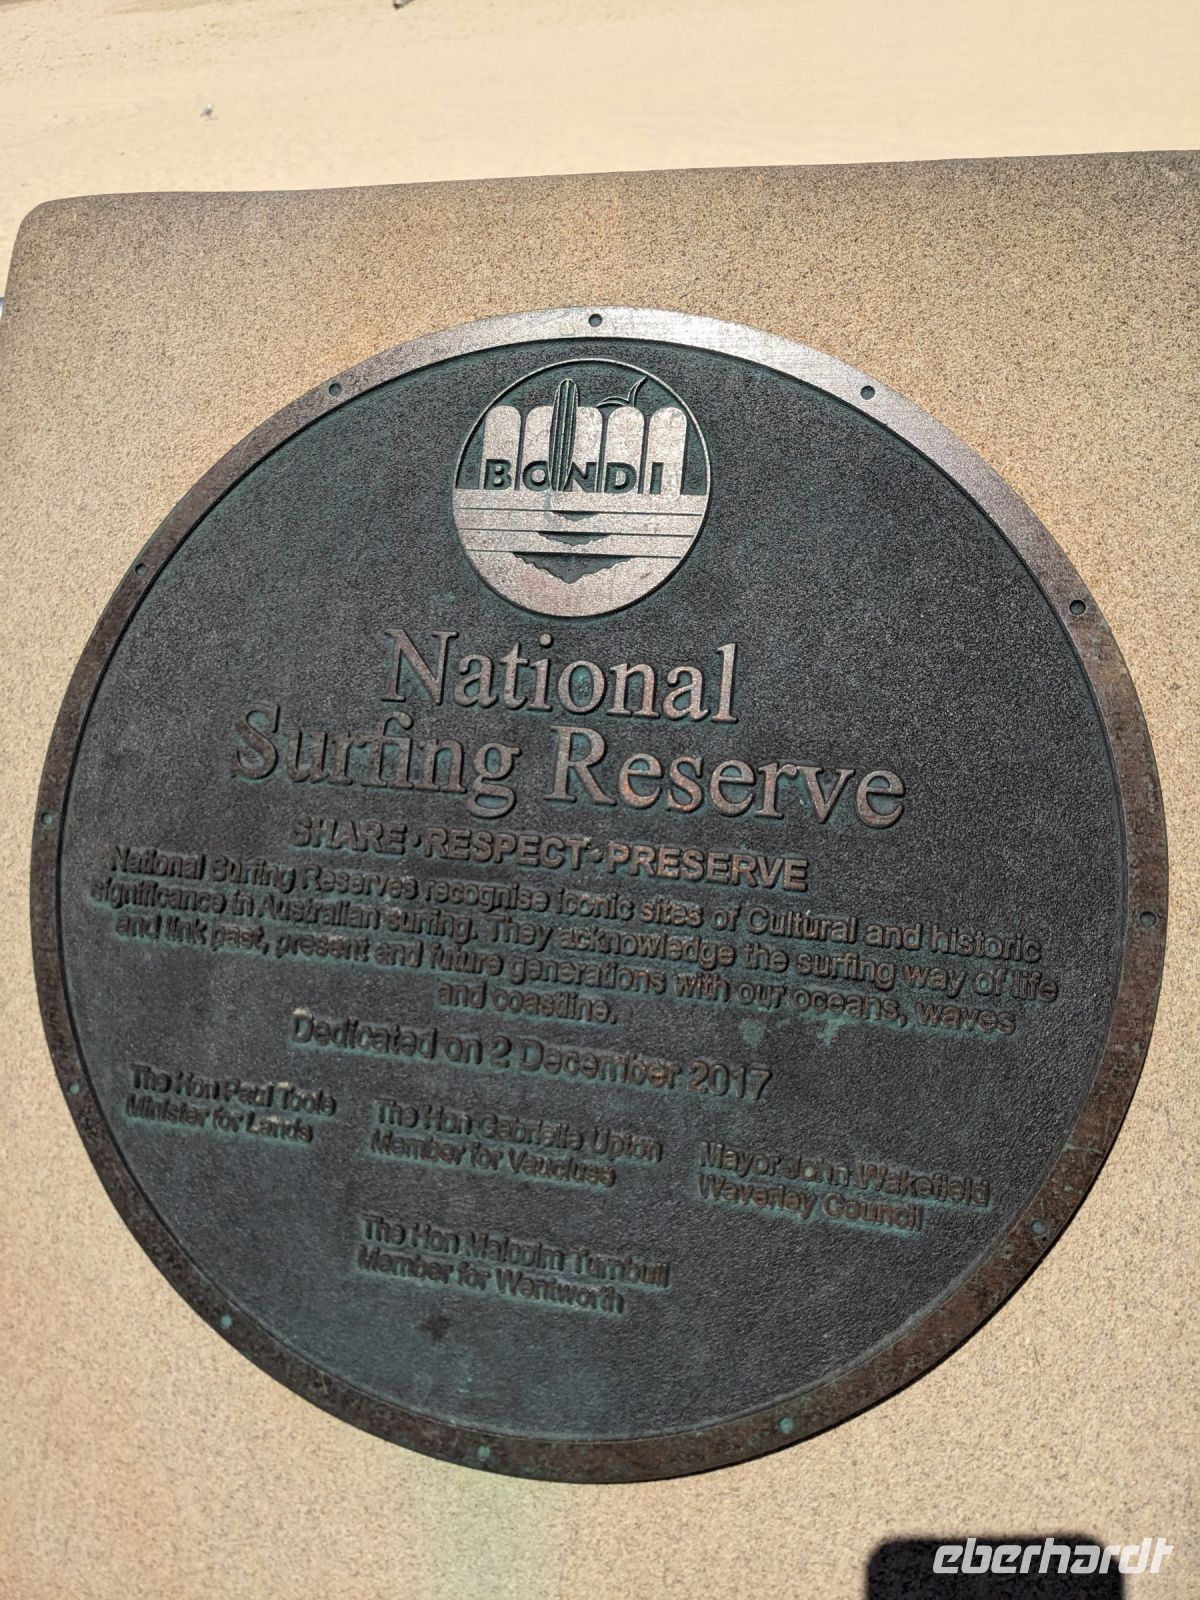 BONDI
National
Surfing Reserve
SHARE·RESPECT·PRESERVE
National Surfing Reserves recognise iconic sites of Cultural and historic
significance in Australian surfing. They acknowledge the surfing way of life
and link past, present and future generations with our oceans, waves
and coastline.
Dedicated on 2 December 2017
The Hon Paul Toole
Minister for Lands
The Hon Gabrielle Upton
Member for Vaucluse
Mayor John Wakefield
Waverley Council
The Hon Malcolm Turnbull
Member for Wentworth
eberhardt